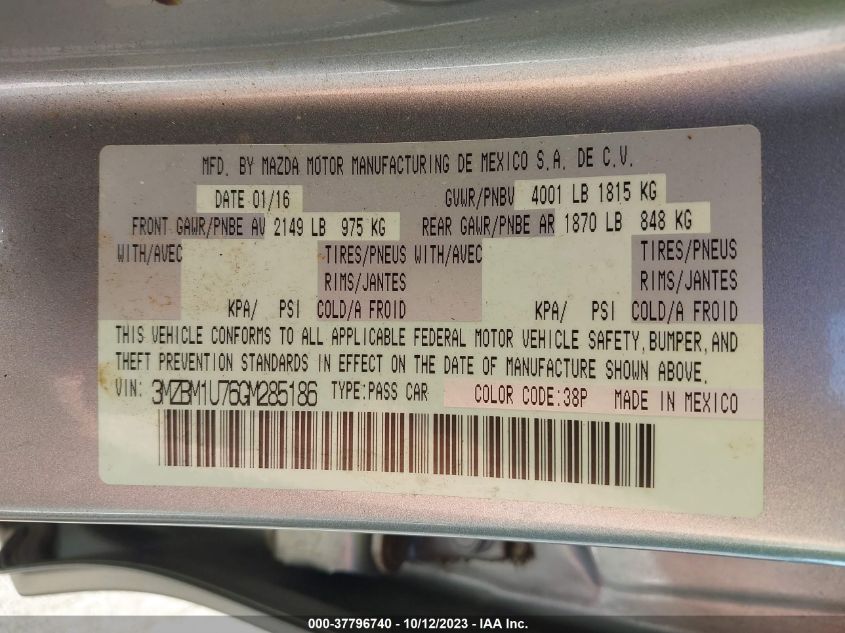 MFD. BY MAZDA MOTOR MANUFACTURING DE MEXICO S.A. DE C.V.
DATE 01/16 GVWR/PNBV 4001 LB 1815 KG
FRONT GAWR/PNBE AV 2149 LB 975 KG REAR GAWR/PNBE AR 1870 LB 848 KG
WITH/AVEC TIRES/PNEUS WITH/AVEC TIRES/PNEUS
RIMS/JANTES RIMS/JANTES
KPA/ PSI COLD/A FROID KPA/ PSI COLD/A FROID
THIS VEHICLE CONFORMS TO ALL APPLICABLE FEDERAL MOTOR VEHICLE SAFETY, BUMPER, AND
THEFT PREVENTION STANDARDS IN EFFECT ON THE DATE OF MANUFACTURE SHOWN ABOVE.
VIN: 3MZBM1U76GM285186 TYPE:PASS CAR COLOR CODE:38P MADE IN MEXICO
000-37796740 - 10/12/2023 - IAA Inc.